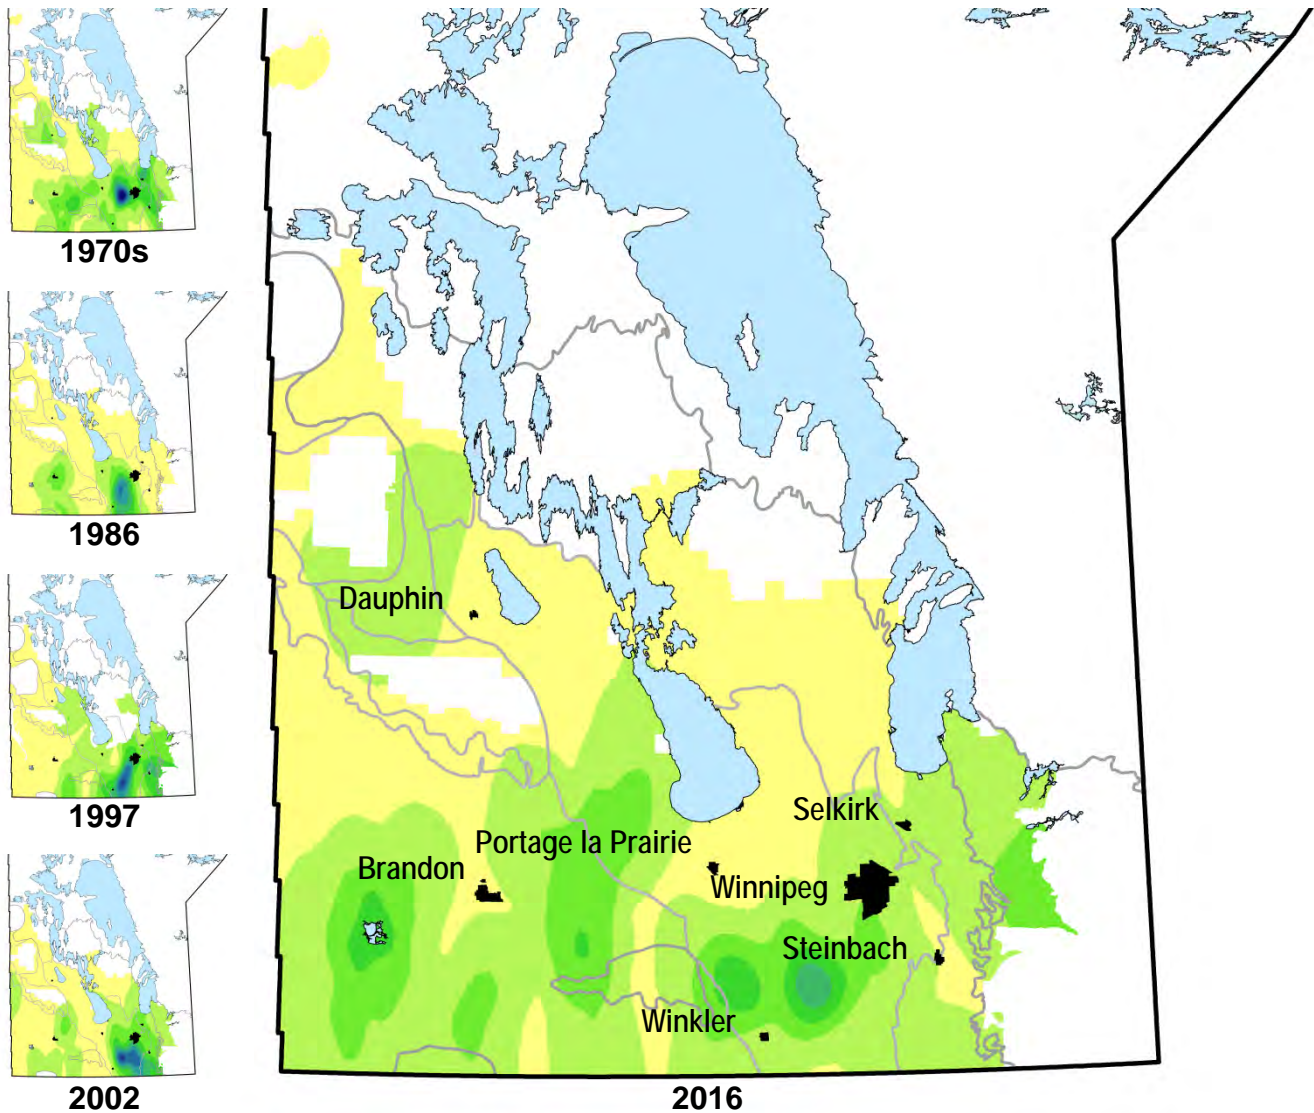 1970s
1986
1997
2002
Dauphin
Selkirk
Portage la Prairie
Brandon
Winnipeg
Steinbach
Winkler
2016